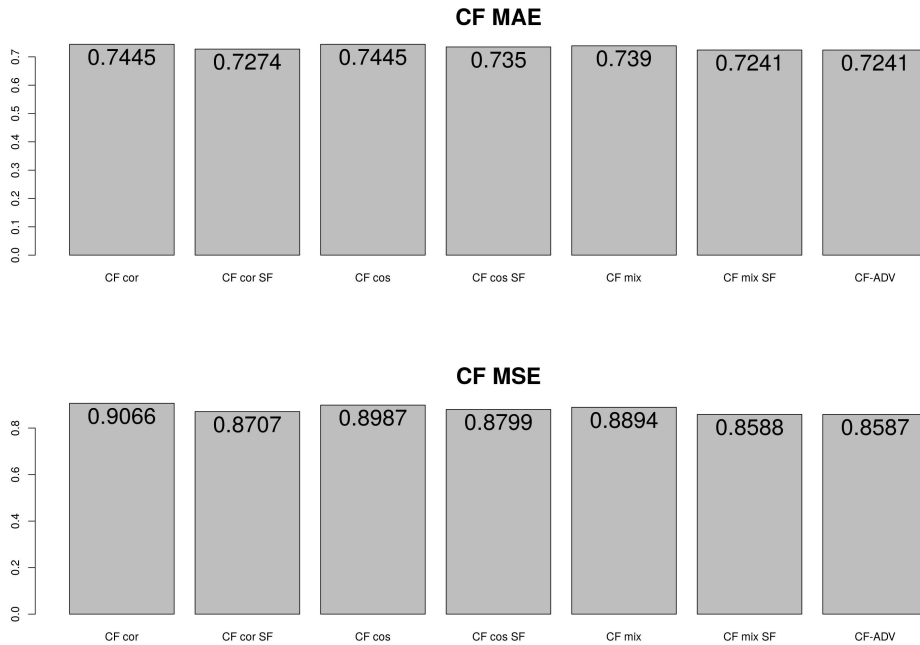 CF MAE
0.7445 0.7274 0.7445 0.735 0.739 0.7241 0.7241
0.7
0.6
0.5
0.4
0.3
0.2
0.1
0.0
CF cor CF cor SF CF cos CF cos SF CF mix CF mix SF CF-ADV
CF MSE
0.9066 0.8707 0.8987 0.8799 0.8894 0.8588 0.8587
0.8
0.6
0.4
0.2
0.0
CF cor CF cor SF CF cos CF cos SF CF mix CF mix SF CF-ADV